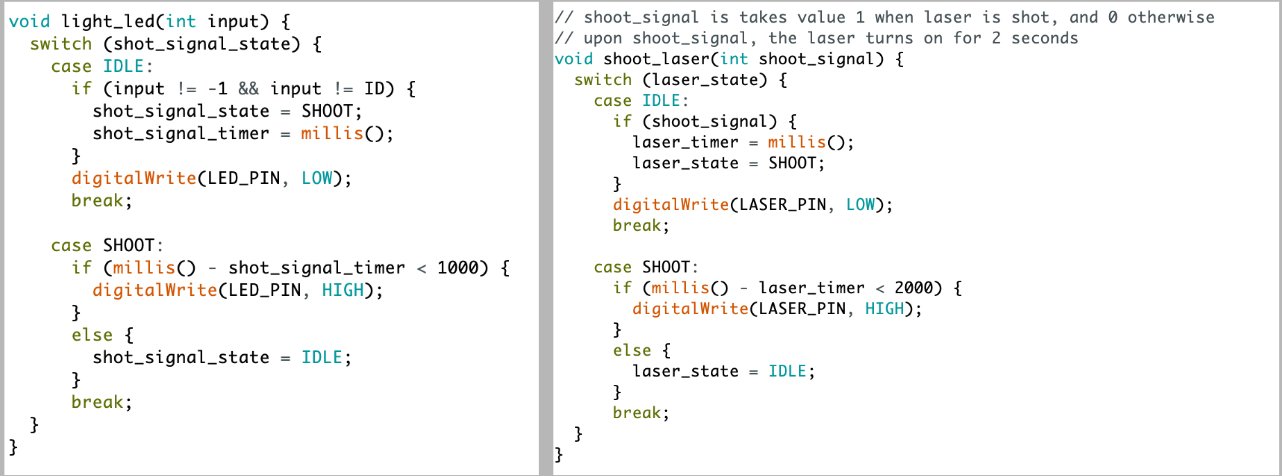 void light_led(int input) {
  switch (shot_signal_state) {
    case IDLE:
      if (input != -1 && input != ID) {
        shot_signal_state = SHOOT;
        shot_signal_timer = millis();
      }
      digitalWrite(LED_PIN, LOW);
      break;

    case SHOOT:
      if (millis() - shot_signal_timer < 1000) {
        digitalWrite(LED_PIN, HIGH);
      }
      else {
        shot_signal_state = IDLE;
      }
      break;
  }
}
// shoot_signal is takes value 1 when laser is shot, and 0 otherwise
// upon shoot_signal, the laser turns on for 2 seconds
void shoot_laser(int shoot_signal) {
  switch (laser_state) {
    case IDLE:
      if (shoot_signal) {
        laser_timer = millis();
        laser_state = SHOOT;
      }
      digitalWrite(LASER_PIN, LOW);
      break;

    case SHOOT:
      if (millis() - laser_timer < 2000) {
        digitalWrite(LASER_PIN, HIGH);
      }
      else {
        laser_state = IDLE;
      }
      break;
  }
}